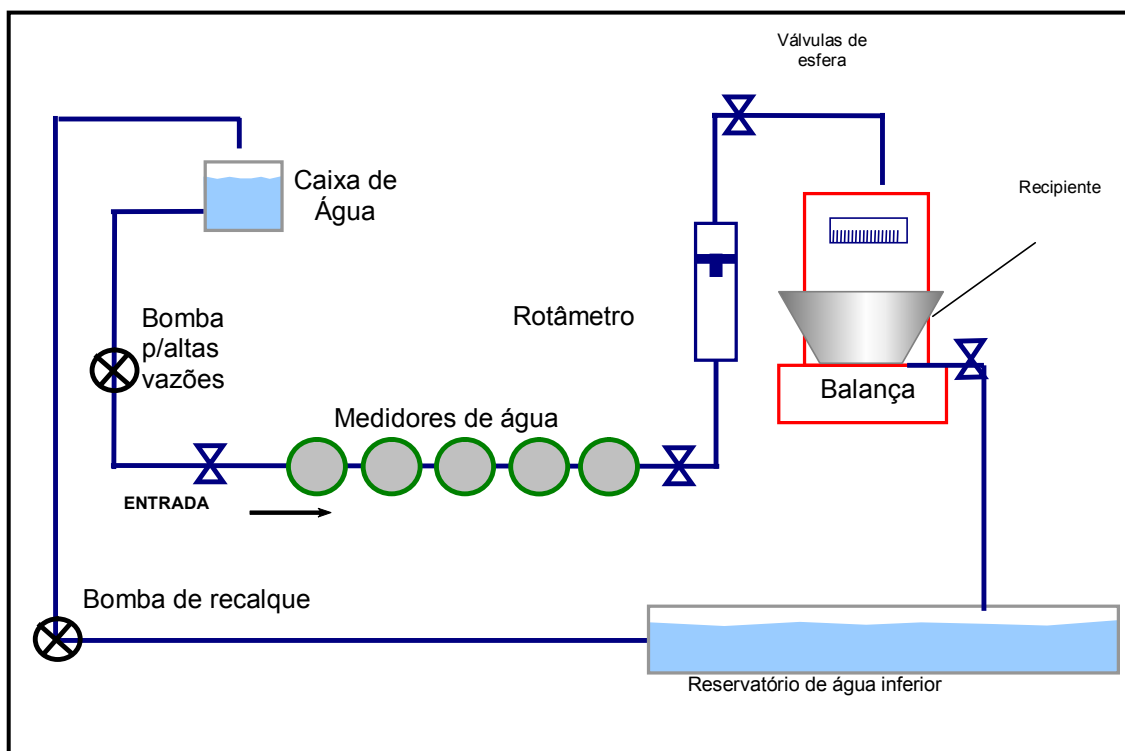 Válvulas de
esfera
Caixa de
Água
Recipiente
Rotâmetro
Bomba
p/altas
vazões
Balança
Medidores de água
ENTRADA
Bomba de recalque
Reservatório de água inferior